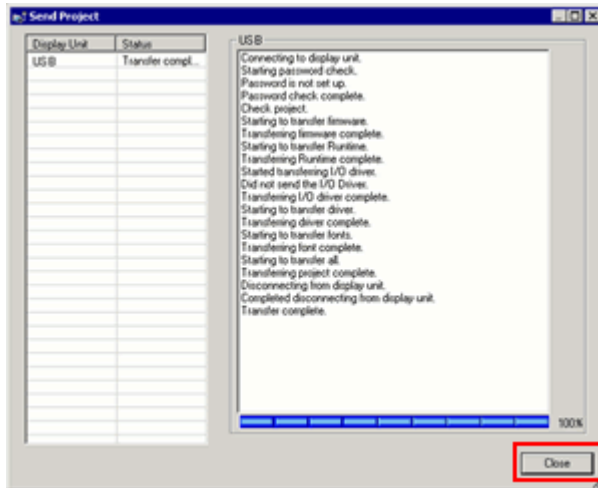 Send Project
Display Unit Status
USB Transfer compl...
USB
Connecting to display unit.
Starting password check.
Password is not set up.
Password check complete.
Check project.
Starting to transfer firmware.
Transferring firmware complete.
Starting to transfer Runtime.
Transferring Runtime complete.
Started transferring I/O driver.
Did not send the I/O Driver.
Transferring I/O driver complete.
Starting to transfer driver.
Transferring driver complete.
Starting to transfer fonts.
Transferring font complete.
Starting to transfer all.
Transferring project complete.
Disconnecting from display unit.
Completed disconnecting from display unit.
Transfer complete.
100%
Close